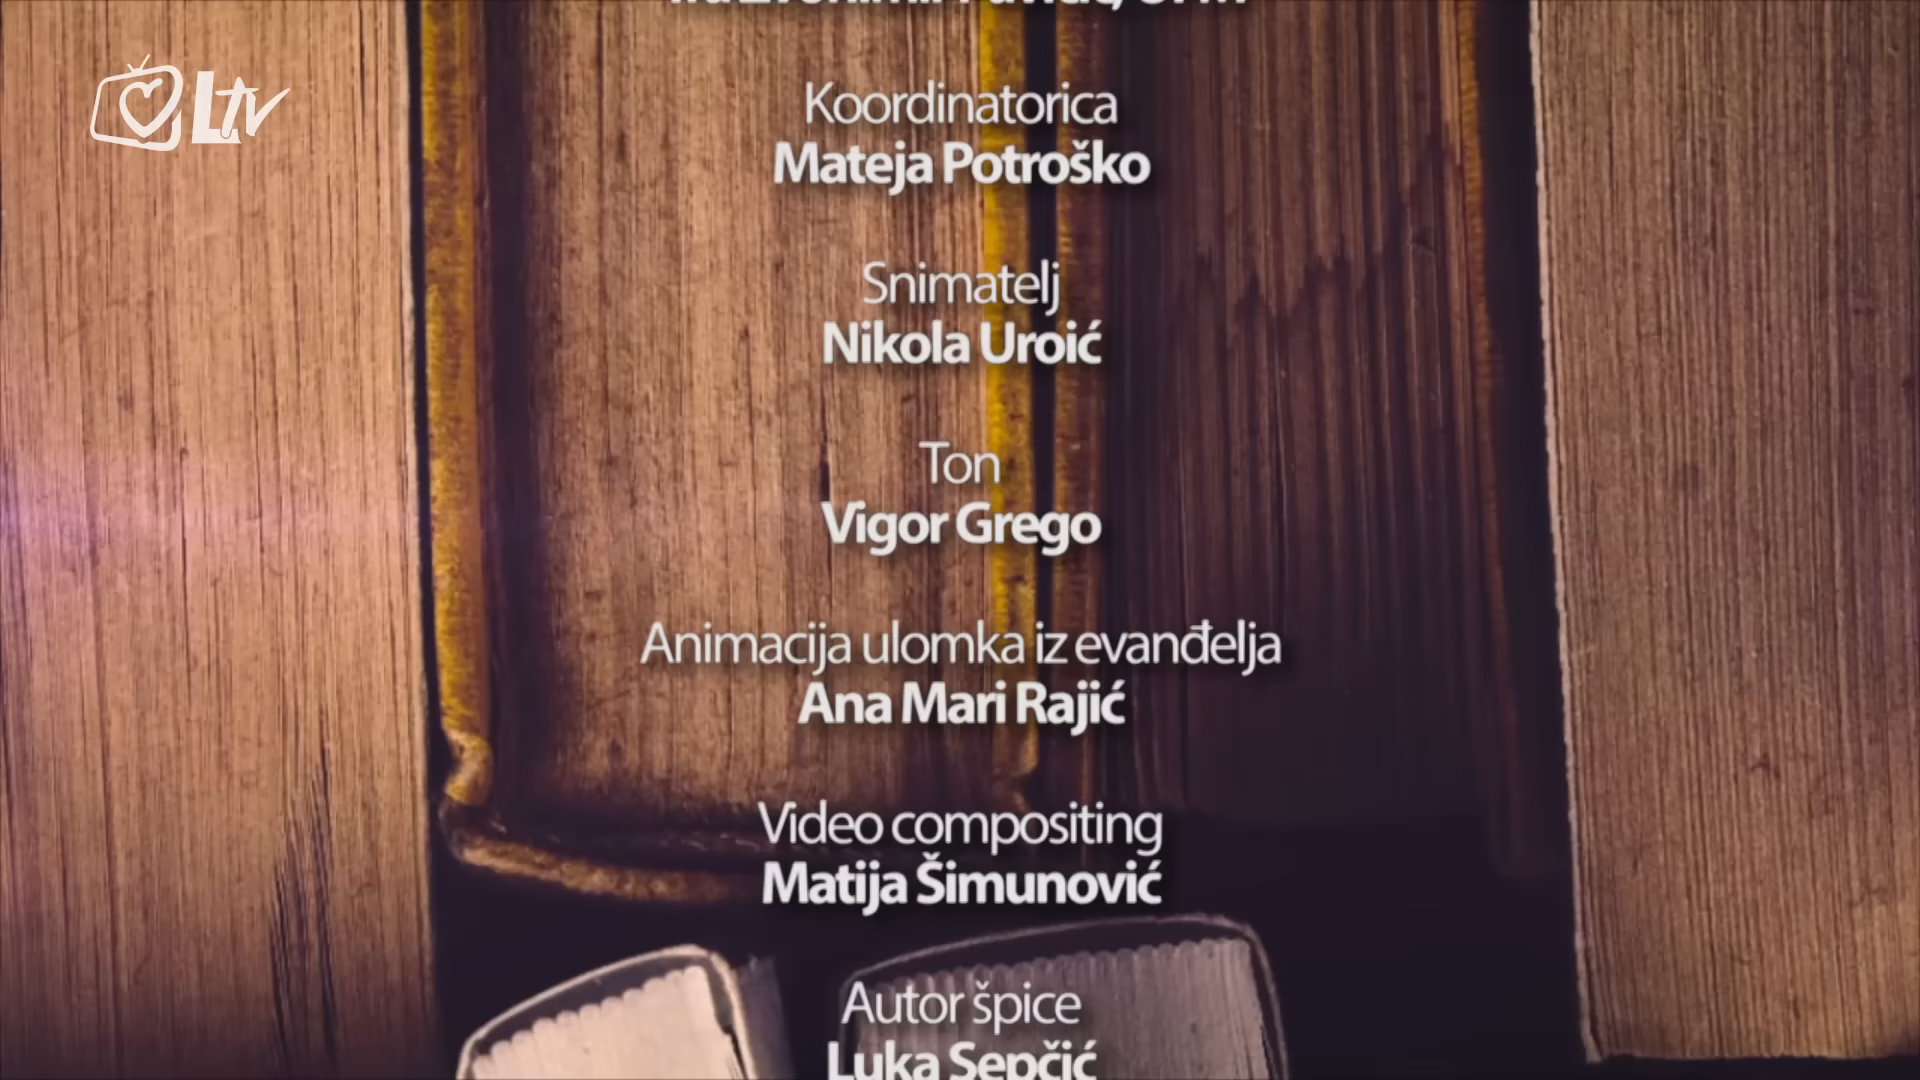 Ltv
Koordinatorica
Mateja Potroško
Snimatelj
Nikola Uroić
Ton
Vigor Grego
Animacija ulomka iz evanđelja
Ana Mari Rajić
Video compositing
Matija Šimunović
Autor špice
Luka Sepčić